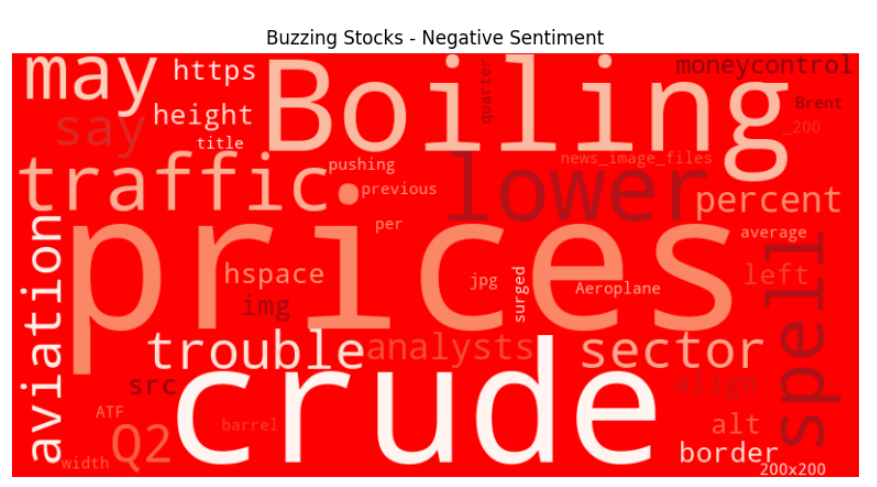 Buzzing Stocks - Negative Sentiment
may https Boiling quarter moneycontrol
say height title Brent _200
traffic. pushing previous lower news_image_files percent
aviation prices per average
hspace img jpg surged Aeroplane left spell
trouble analysts sector
src crude align
ATF Q2 barrel alt
width border 200x200